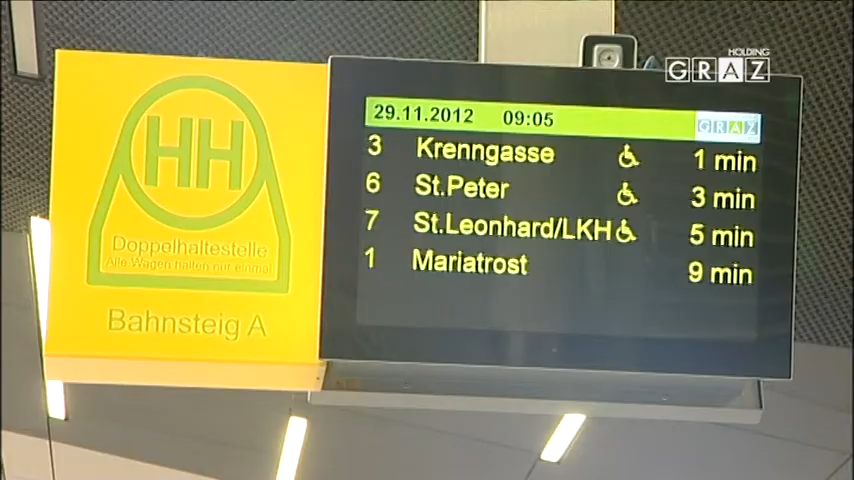 HOLDING
GRAZ
HH
Doppelhaltestelle
Alle Wagen halten nur einmal
Bahnsteig A
29.11.2012 09:05 GRAZ
3 Krenngasse 1 min
6 St.Peter 3 min
7 St.Leonhard/LKH 5 min
1 Mariatrost 9 min